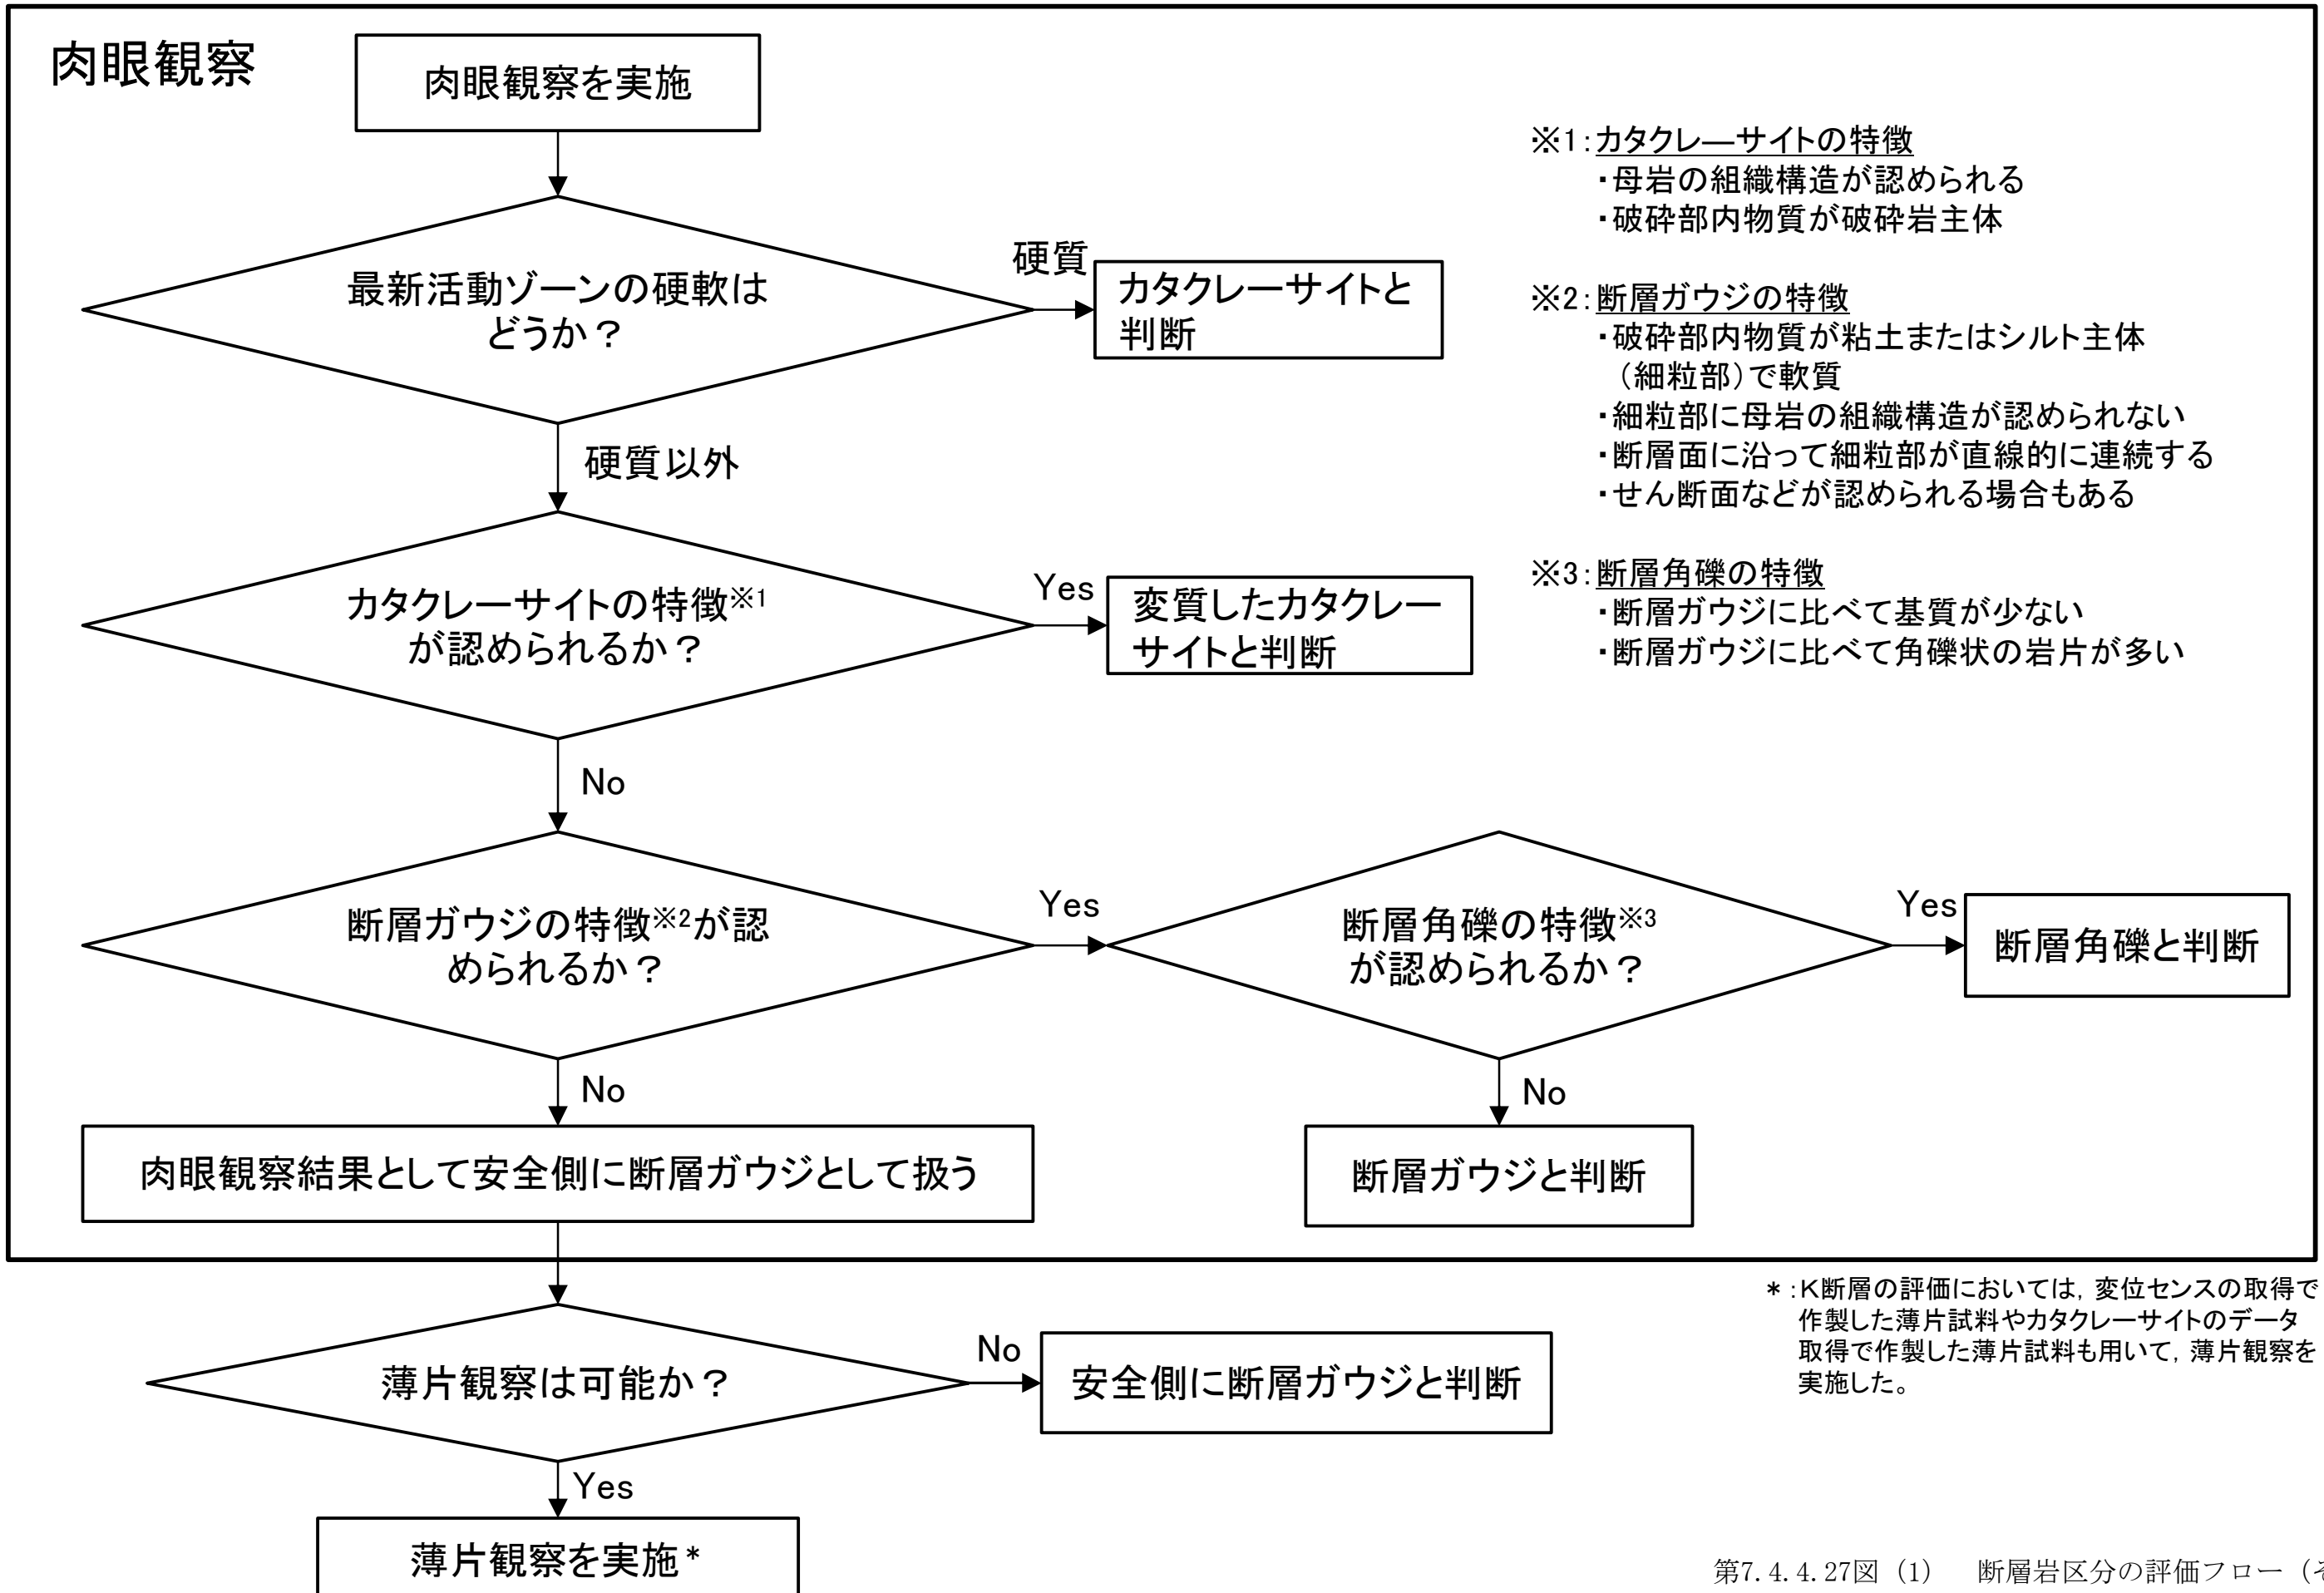 肉眼観察
肉眼観察を実施
最新活動ゾーンの硬軟は
どうか？
硬質
カタクレーサイトと
判断
硬質以外
カタクレーサイトの特徴※1
が認められるか？
Yes
変質したカタクレー
サイトと判断
No
断層ガウジの特徴※2が認
められるか？
Yes
断層角礫の特徴※3
が認められるか？
Yes
断層角礫と判断
No
断層ガウジと判断
No
肉眼観察結果として安全側に断層ガウジとして扱う
※1：カタクレ―サイトの特徴
・母岩の組織構造が認められる
・破砕部内物質が破砕岩主体
※2：断層ガウジの特徴
・破砕部内物質が粘土またはシルト主体
（細粒部）で軟質
・細粒部に母岩の組織構造が認められない
・断層面に沿って細粒部が直線的に連続する
・せん断面などが認められる場合もある
※3：断層角礫の特徴
・断層ガウジに比べて基質が少ない
・断層ガウジに比べて角礫状の岩片が多い
薄片観察は可能か？
No
安全側に断層ガウジと判断
Yes
薄片観察を実施*
*：K断層の評価においては，変位センスの取得で
作製した薄片試料やカタクレーサイトのデータ
取得で作製した薄片試料も用いて，薄片観察を
実施した。
第7.4.4.27図（1）　断層岩区分の評価フロー（